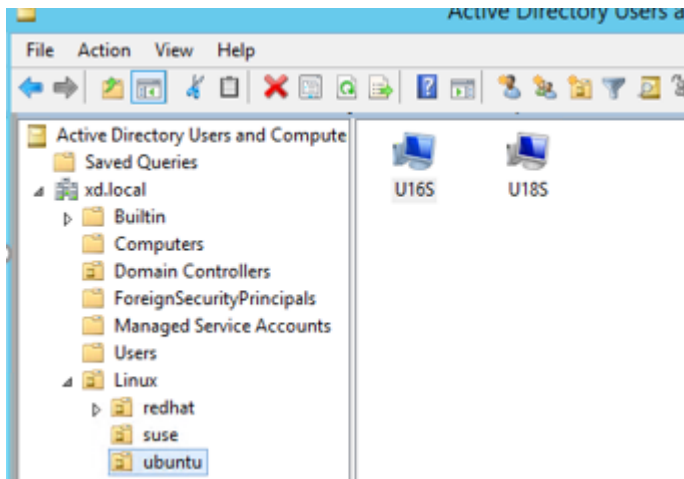 Active Directory Users a
File Action View Help
Active Directory Users and Compute
Saved Queries
xd.local
Builtin
Computers
Domain Controllers
ForeignSecurityPrincipals
Managed Service Accounts
Users
Linux
redhat
suse
ubuntu
U16S U18S